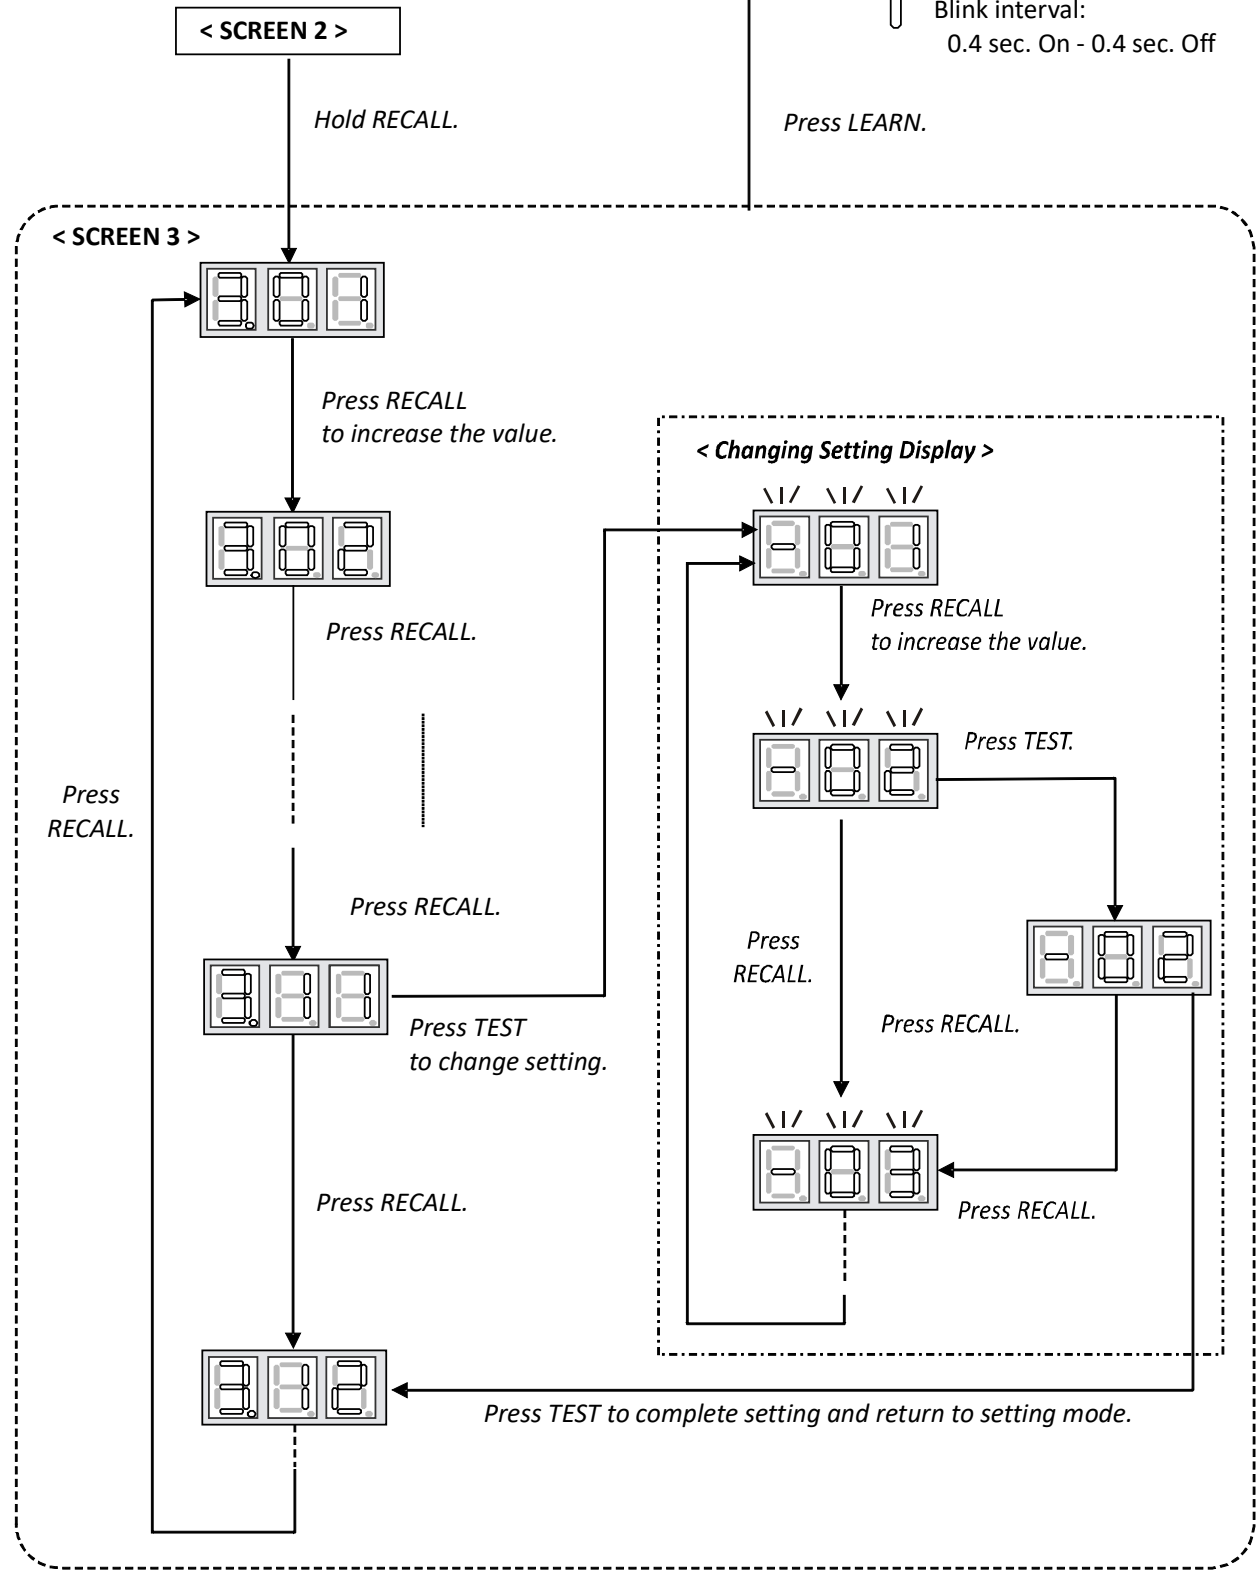 Blink interval:
0.4 sec. On - 0.4 sec. Off
< SCREEN 2 >
Hold RECALL.
Press LEARN.
< SCREEN 3 >
3.01
Press RECALL
to increase the value.
3.02
Press RECALL.
Press
RECALL.
Press RECALL.
3.11
Press TEST
to change setting.
Press RECALL.
3.12
< Changing Setting Display >
-01
Press RECALL
to increase the value.
-02
Press TEST.
Press
RECALL.
-02
Press RECALL.
-03
Press RECALL.
Press TEST to complete setting and return to setting mode.